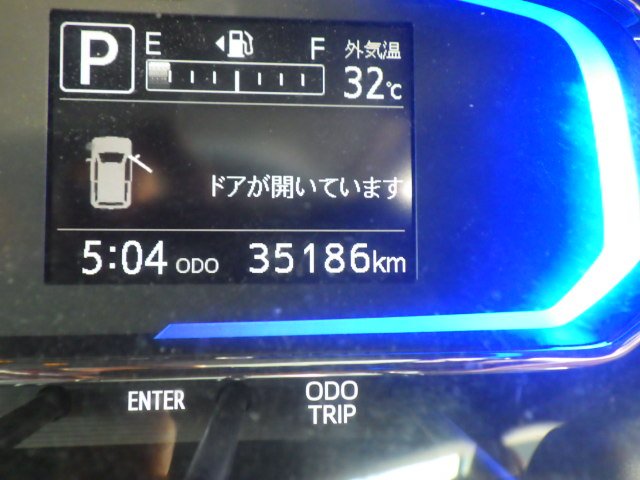 P E F 外気温
32℃
ドアが開いています
5:04 ODO 35186km
ENTER ODO
TRIP